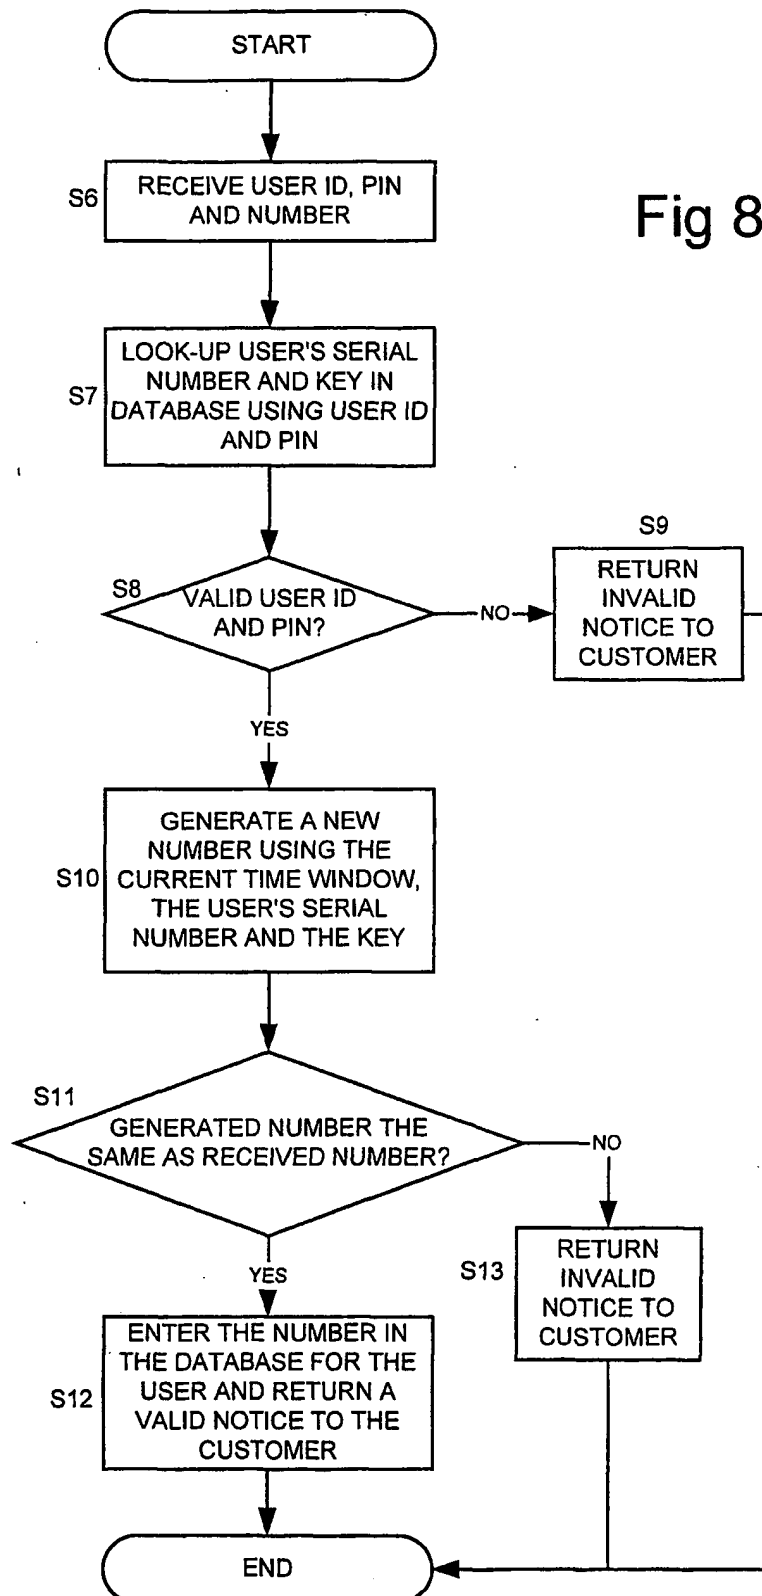 START
S6
RECEIVE USER ID, PIN
AND NUMBER
Fig 8
S7
LOOK-UP USER'S SERIAL
NUMBER AND KEY IN
DATABASE USING USER ID
AND PIN
S8
VALID USER ID
AND PIN?
NO
S9
RETURN
INVALID
NOTICE TO
CUSTOMER
YES
S10
GENERATE A NEW
NUMBER USING THE
CURRENT TIME WINDOW,
THE USER'S SERIAL
NUMBER AND THE KEY
S11
GENERATED NUMBER THE
SAME AS RECEIVED NUMBER?
NO
S13
RETURN
INVALID
NOTICE TO
CUSTOMER
YES
S12
ENTER THE NUMBER IN
THE DATABASE FOR THE
USER AND RETURN A
VALID NOTICE TO THE
CUSTOMER
END